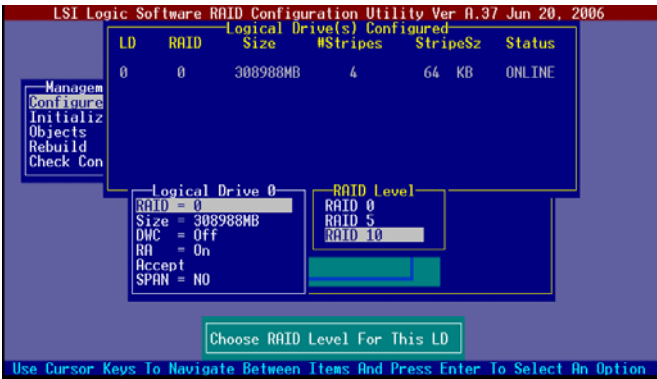 LSI Logic Software RAID Configuration Utility Ver A.37 Jun 20, 2006
Logical Drive(s) Configured
LD RAID Size #Stripes StripeSz Status
0 0 308988MB 4 64 KB ONLINE
Managem
Configure
Initializ
Objects
Rebuild
Check Con
Logical Drive 0
RAID = 0
Size = 308988MB
DWC = Off
RA = On
Accept
SPAN = NO
RAID Level
RAID 0
RAID 5
RAID 10
Choose RAID Level For This LD
Use Cursor Keys To Navigate Between Items And Press Enter To Select An Option